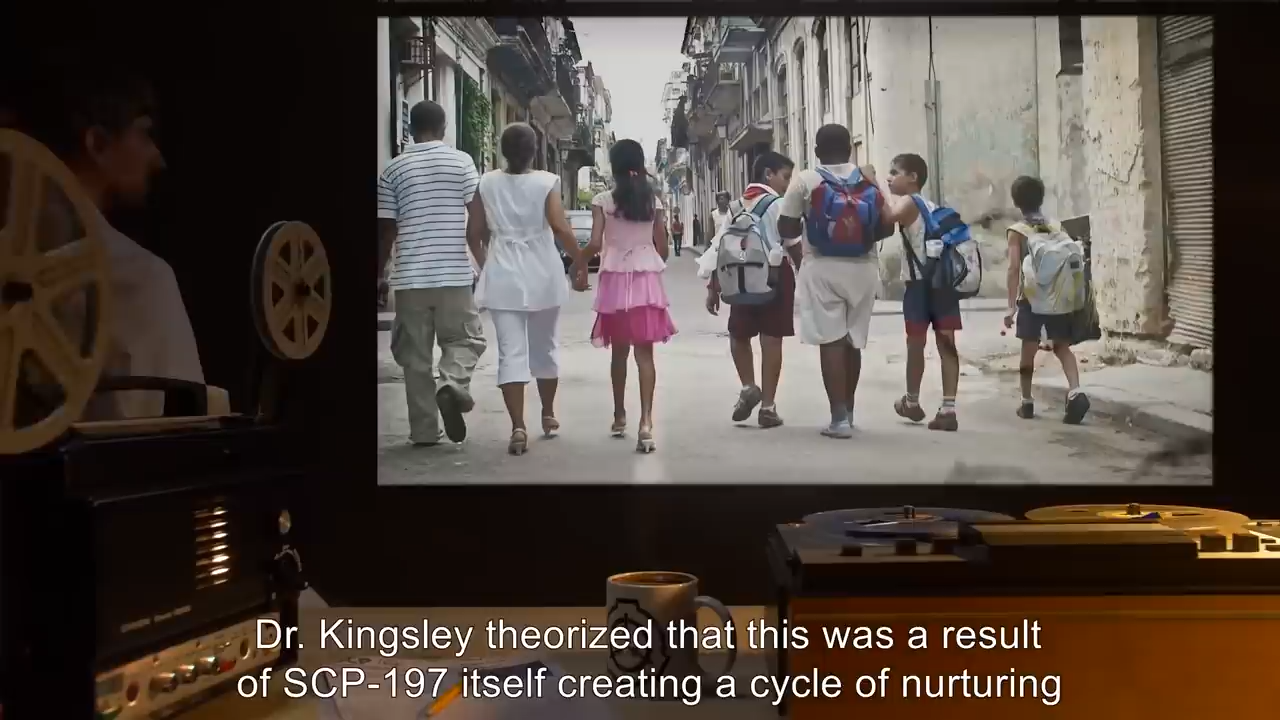 Dr. Kingsley theorized that this was a result
of SCP-197 itself creating a cycle of nurturing